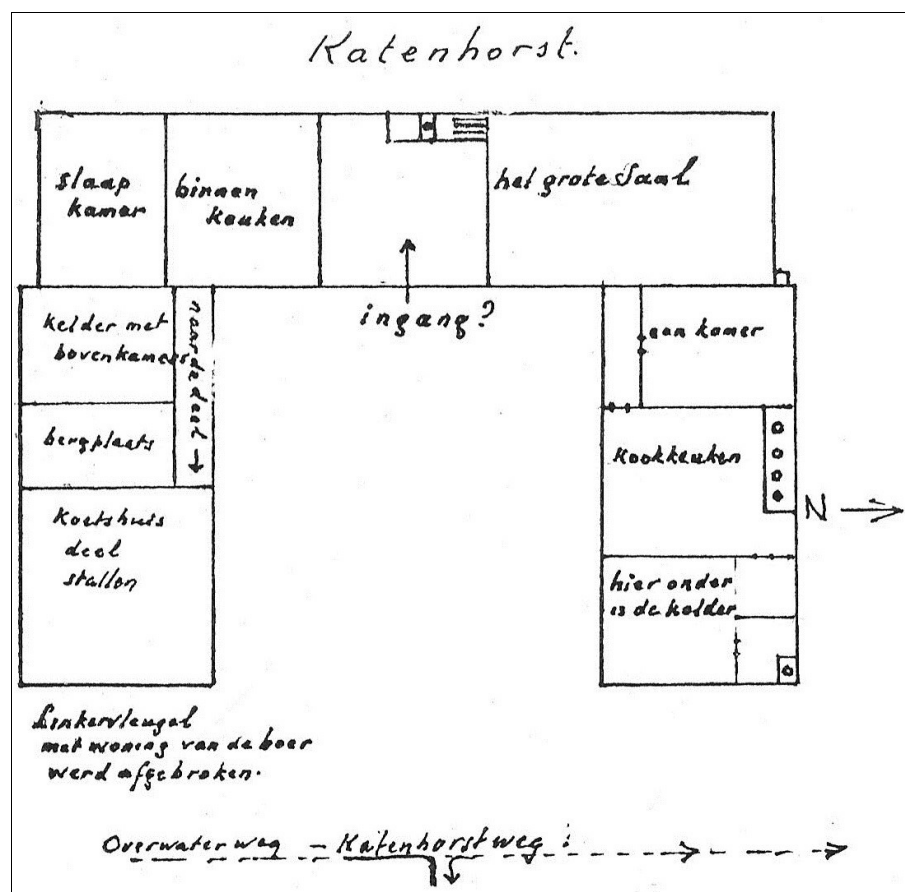 Katenhorst.
slaap
kamer
binnen
keuken
het grote Saal
ingang?
kelder met
bovenkamers
naar de deel →
bergplaats
Koetshuis
deel
stallen
een kamer
Kookkeuken
N
hier onder
is de kelder
Linkervleugel
met woning van de boer
werd afgebroken.
Overwaterweg – Katenhorstweg :